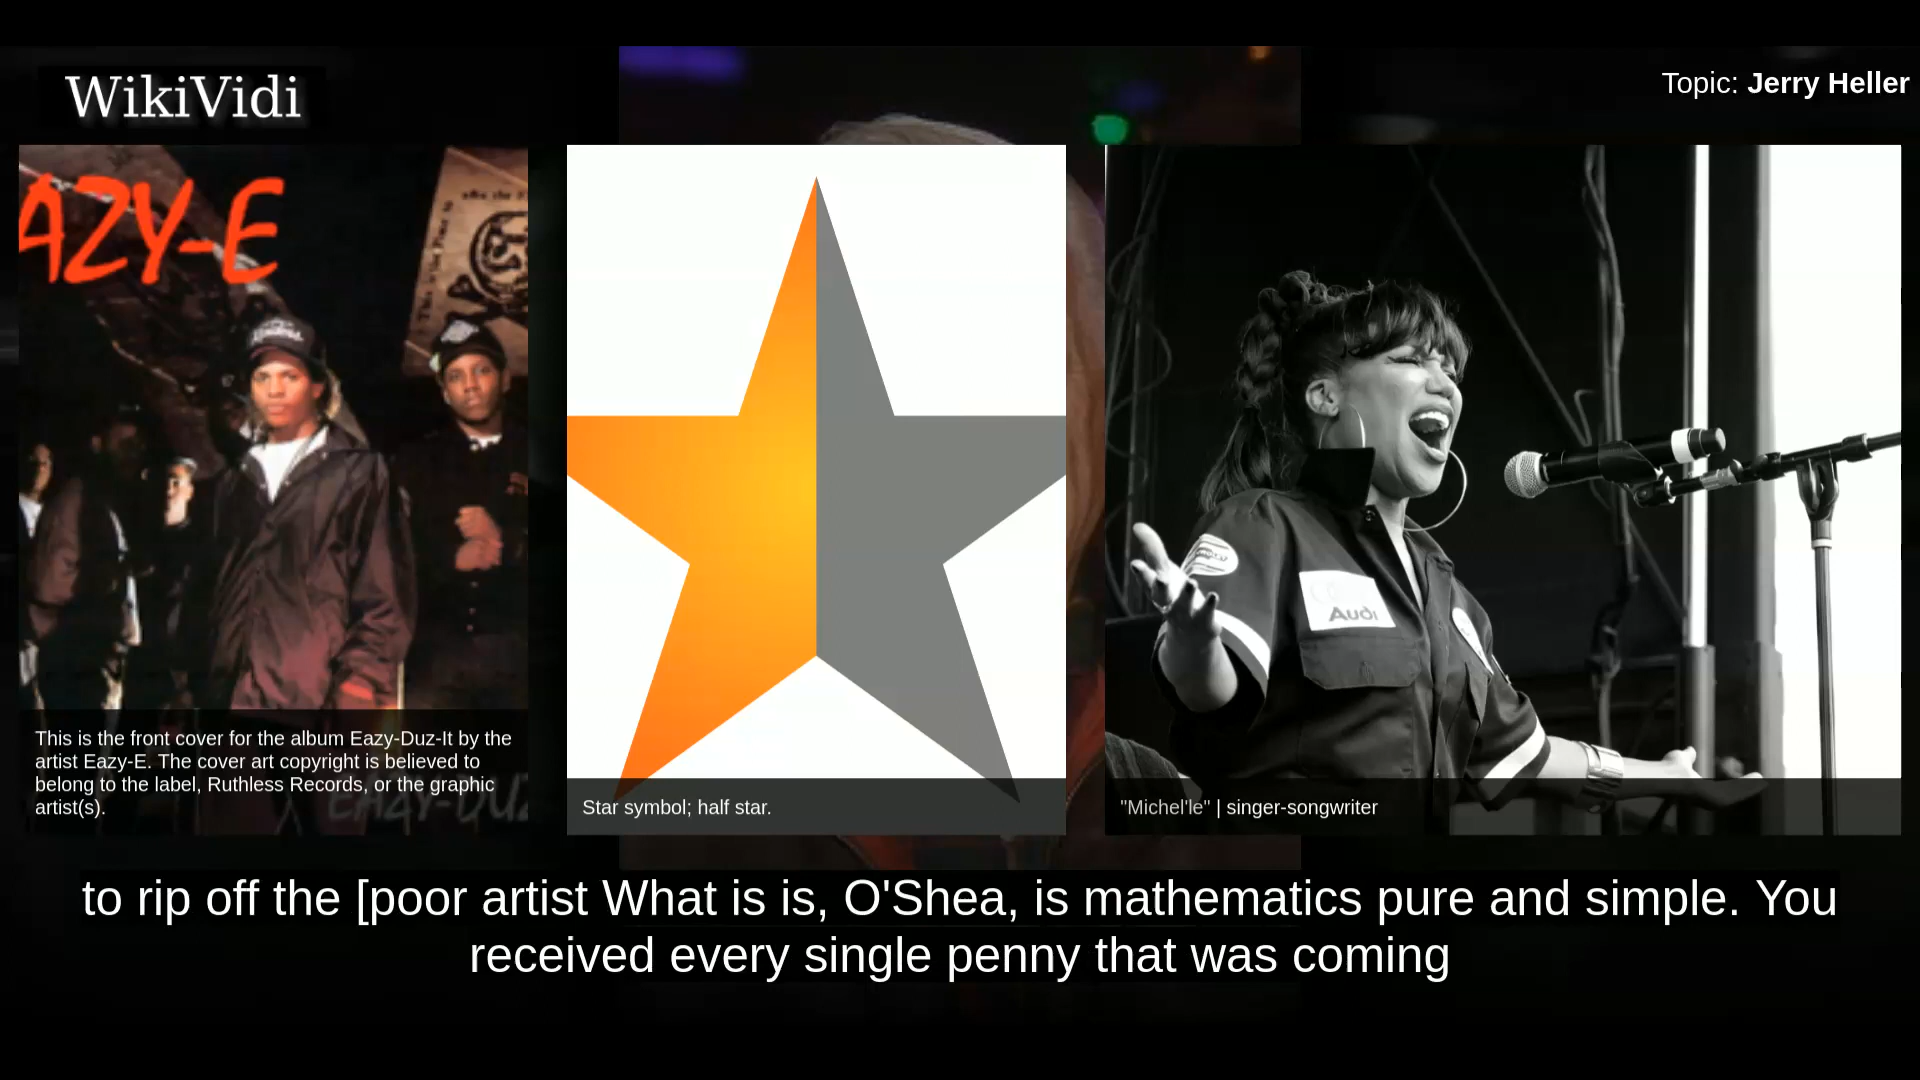 WikiVidi
Topic: Jerry Heller
AZY-E
Audi
This is the front cover for the album Eazy-Duz-It by the
artist Eazy-E. The cover art copyright is believed to
belong to the label, Ruthless Records, or the graphic
artist(s).
EAZY-DUZ
Star symbol; half star.
"Michel'le" | singer-songwriter
to rip off the [poor artist What is is, O'Shea, is mathematics pure and simple. You
received every single penny that was coming